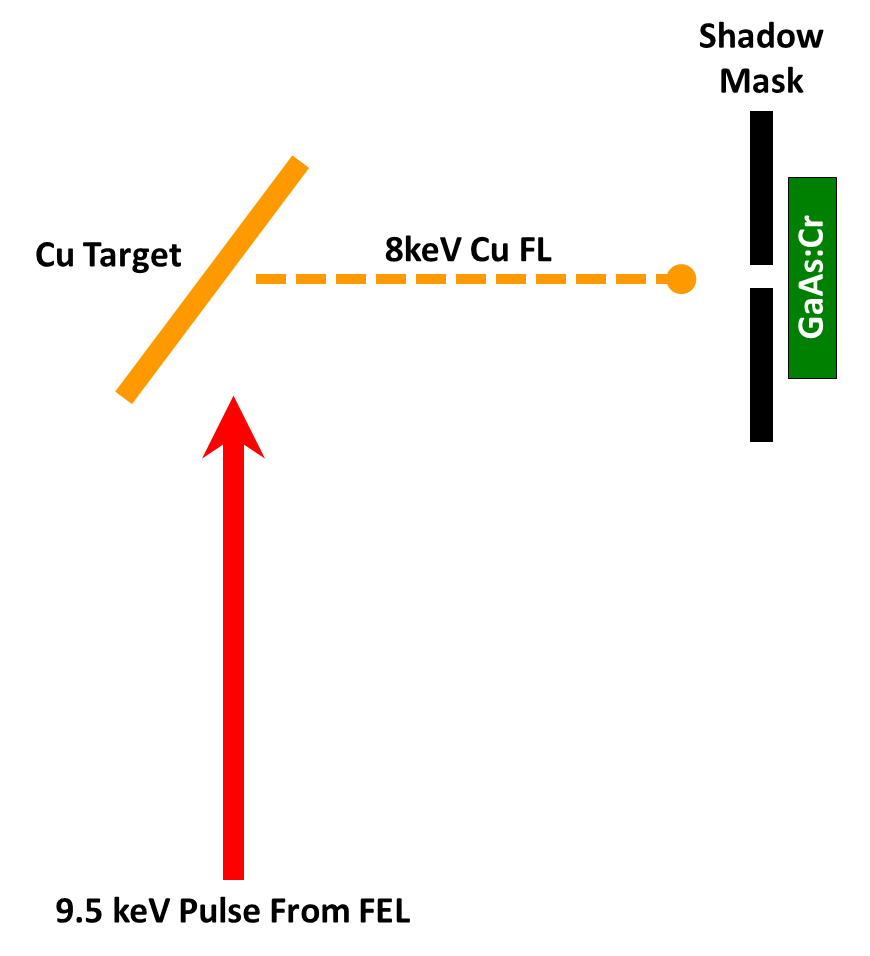 Shadow
Mask
Cu Target
8keV Cu FL
GaAs:Cr
9.5 keV Pulse From FEL